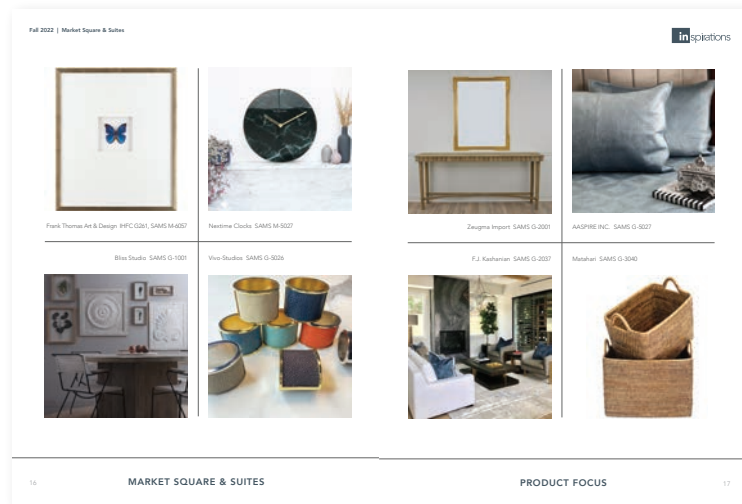 Fall 2022 | Market Square & Suites
inspirations
Frank Thomas Art & Design IHFC G261, SAMS M-6057
Nextime Clocks SAMS M-5027
Bliss Studio SAMS G-1001
Vivo-Studios SAMS G-5026
Zeugma Import SAMS G-2001
AASPIRE INC. SAMS G-5027
F.J. Kashanian SAMS G-2037
Matahari SAMS G-3040
16
MARKET SQUARE & SUITES
PRODUCT FOCUS
17